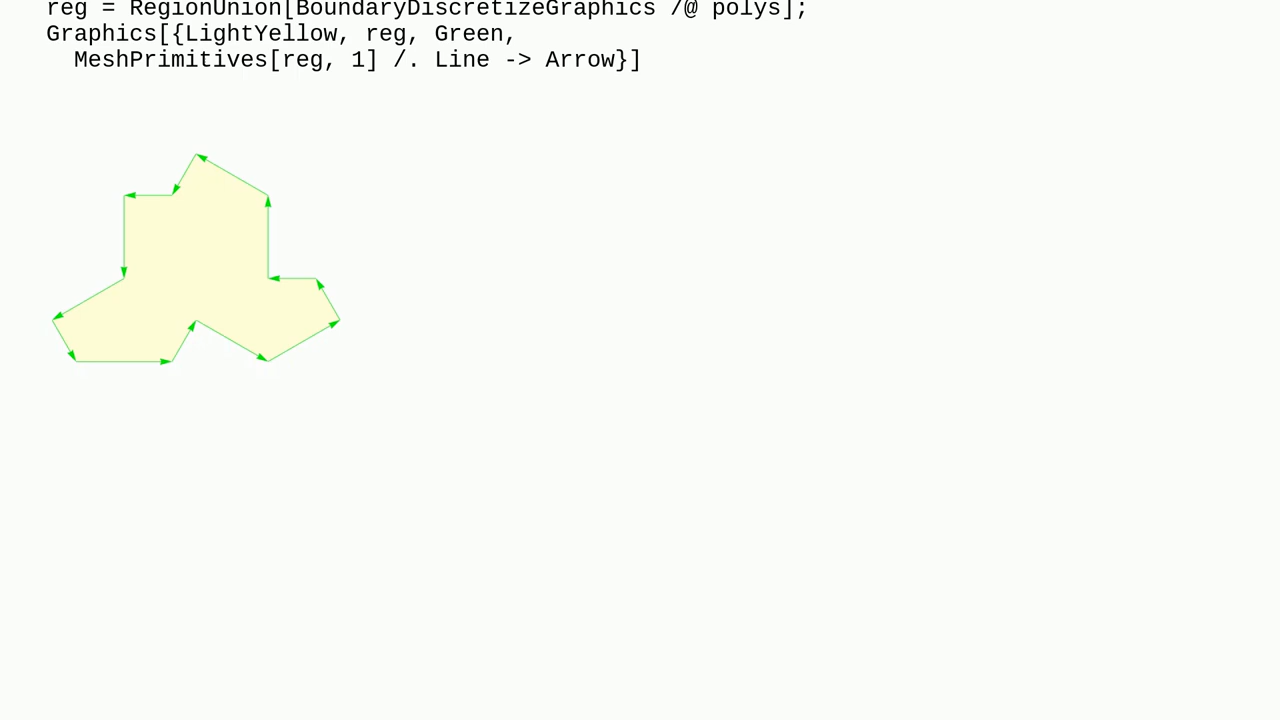 reg = RegionUnion[BoundaryDiscretizeGraphics /@ polys];
Graphics[{LightYellow, reg, Green,
MeshPrimitives[reg, 1] /. Line -> Arrow}]